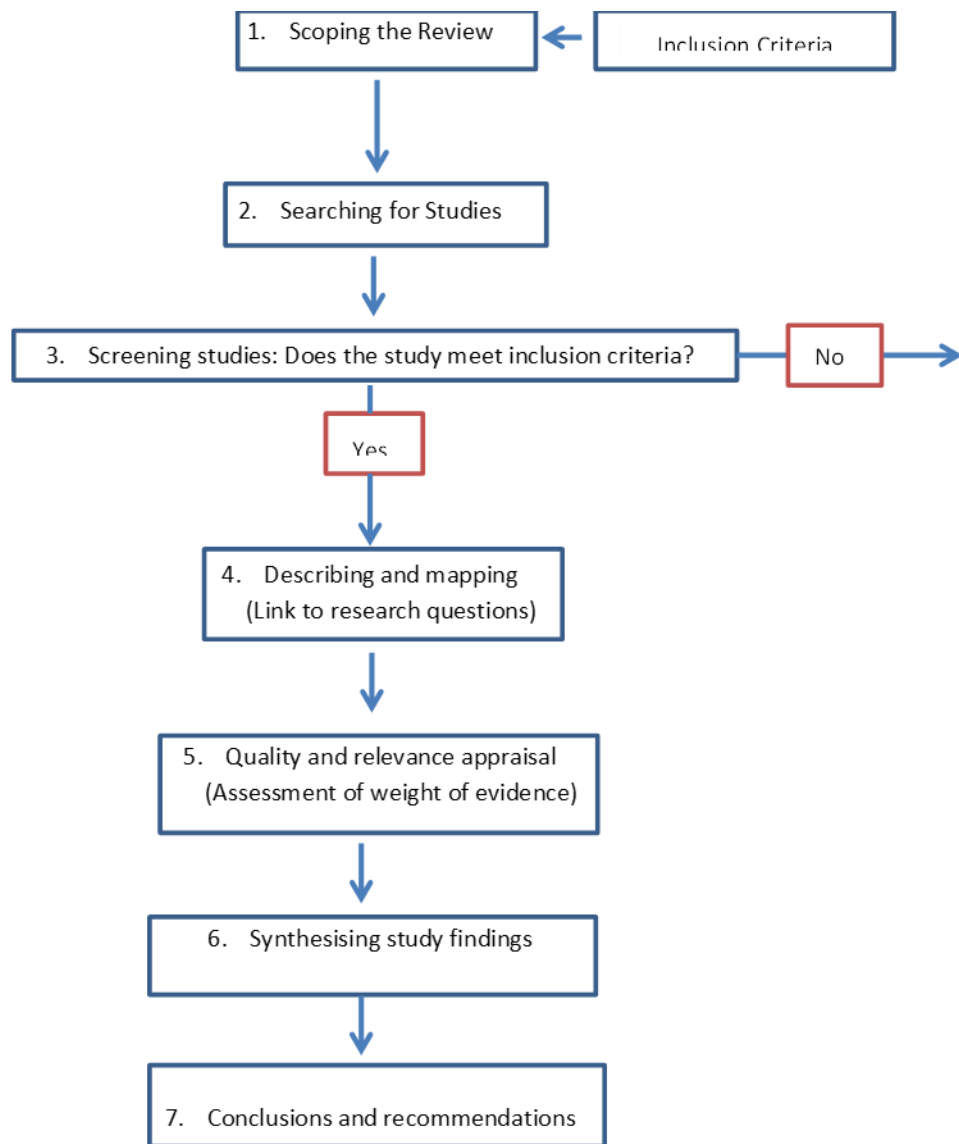 1. Scoping the Review
Inclusion Criteria
2. Searching for Studies
3. Screening studies: Does the study meet inclusion criteria?
No
Yes
4. Describing and mapping
(Link to research questions)
5. Quality and relevance appraisal
(Assessment of weight of evidence)
6. Synthesising study findings
7. Conclusions and recommendations